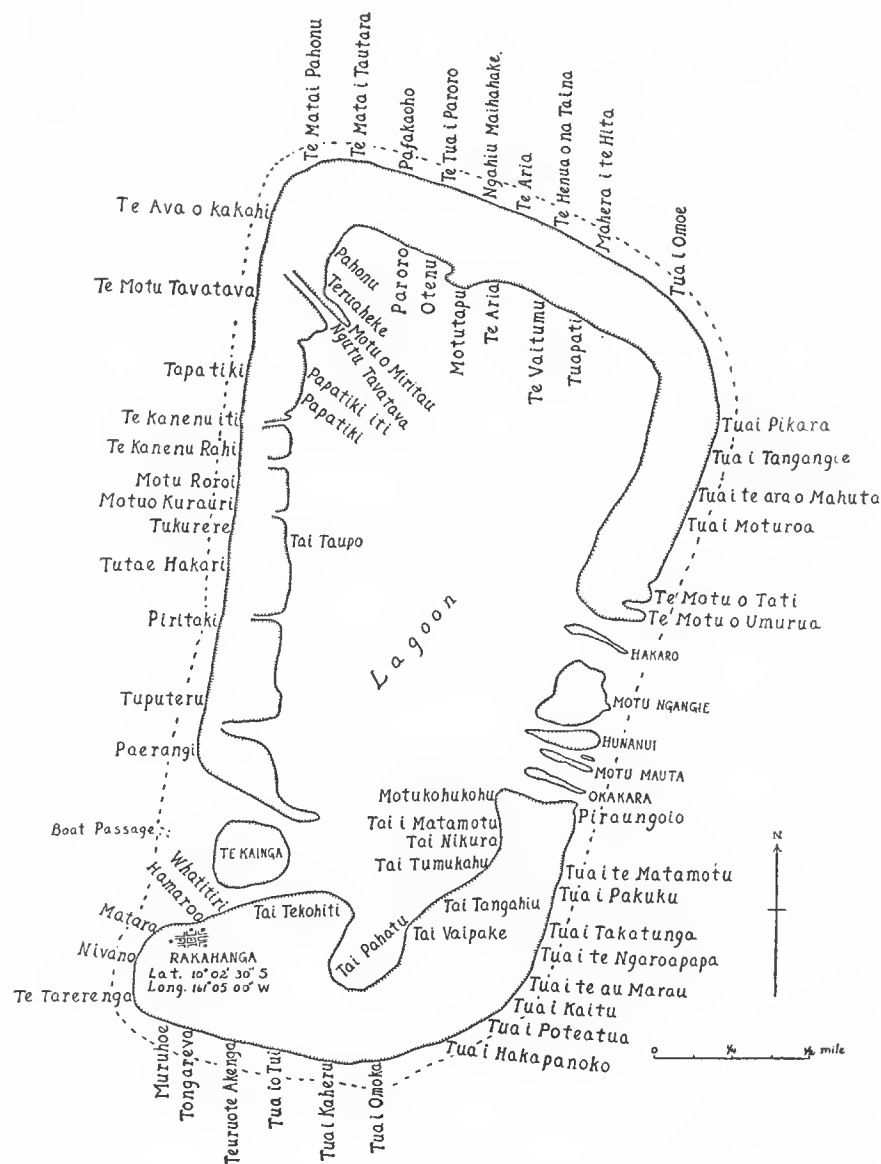 Te Matai Pahonu
Te Mata i Tautara
Pafakaoho
Te Tua i Paroro
Ngahiu Maihahake.
Te Aria
Te Henua o na Taina
Mahera i te Hita
Tua i Omoe
Te Ava o kakahi
Te Motu Tavatava
Tapatiki
Te kanenu iti
Te Kanenu Rahi
Motu Roroi
Motuo Kurauri
Tukurere
Tutae Hakari
Piritaki
Tuputeru
Paerangi
Boat Passage
Pahonu
Teruaheke
Motu o Miritau
Ngutu Tavatava
Papatiki iti
Papatiki
Paroro
Otenu
Motutapu
Te Aria
Te Vaitumu
Tuapati
Tai Taupo
Lagoon
Tuai Pikara
Tua i Tangangie
Tuai te ara o Mahuta
Tua i Moturoa
Te Motu o Tati
Te Motu o Umurua
HAKARO
MOTU NGANGIE
HUNANUI
MOTU MAUTA
OKAKARA
Motukohukohu
Piraungoio
Tai i Matamotu
Tai Nikura
Tai Tumukahu
TE KAINGA
Whatitiri
Hamaroa
Matara
Nivano
Te Tarerenga
Tai Tekohiti
Tai Pahatu
Tai Tangahiu
Tai Vaipake
RAKAHANGA
Lat. 10° 02' 30" S
Long. 161° 05' 00" W
Tuai te Matamotu
Tua i Pakuku
Tuai Takatunga
Tuai te Ngaroapapa
Tuai te au Marau
Tua i Kaitu
Tua i Poteatua
Tua i Hakapanoko
Muruhoe
Tongareva
Teuruote Akenga
Tua io Tui
Tuai Kaheru
Tua i Omoka
N
0 ¼ ½ mile